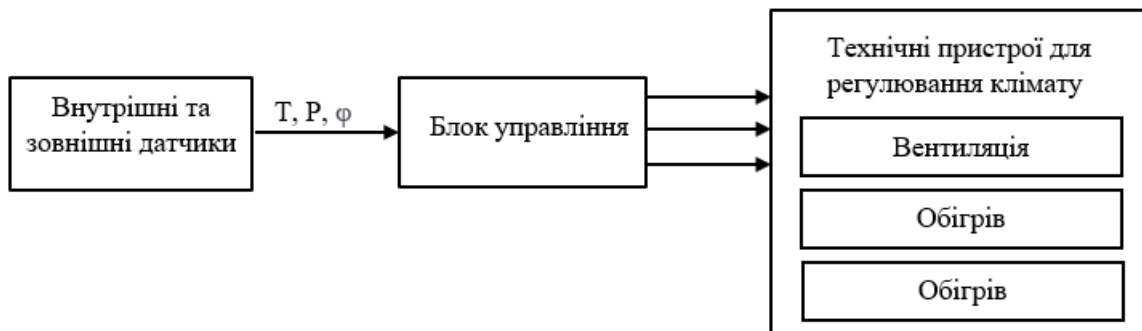 Внутрішні та
зовнішні датчики
Т, Р, φ
Блок управління
Технічні пристрої для
регулювання клімату
Вентиляція
Обігрів
Обігрів